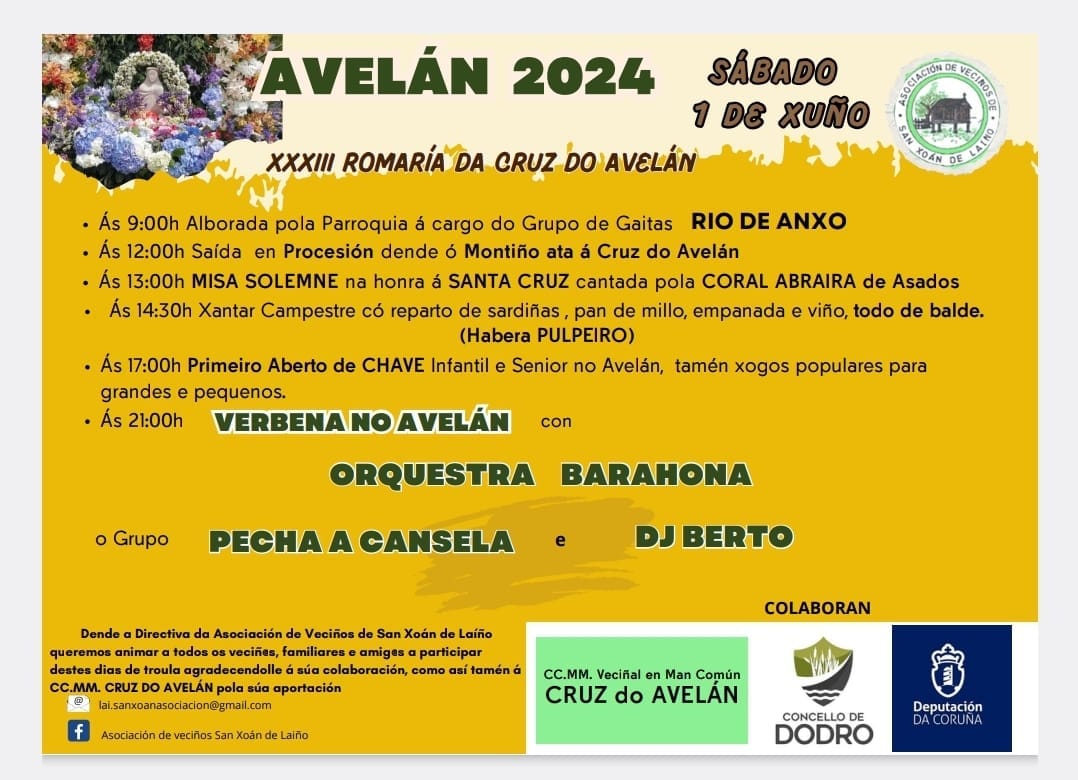 AVELÁN 2024
SÁBADO
1 DE XUÑO
ASOCIACIÓN DE VECIÑOS DE
SAN XOÁN DE LAÍÑO
XXXIII ROMARÍA DA CRUZ DO AVELÁN
• Ás 9:00h Alborada pola Parroquia á cargo do Grupo de Gaitas RIO DE ANXO
• Ás 12:00h Saída en Procesión dende ó Montiño ata á Cruz do Avelán
• Ás 13:00h MISA SOLEMNE na honra á SANTA CRUZ cantada pola CORAL ABRAIRA de Asados
• Ás 14:30h Xantar Campestre có reparto de sardiñas , pan de millo, empanada e viño, todo de balde.
(Habera PULPEIRO)
• Ás 17:00h Primeiro Aberto de CHAVE Infantil e Senior no Avelán, tamén xogos populares para
grandes e pequenos.
• Ás 21:00h VERBENA NO AVELÁN con
ORQUESTRA BARAHONA
o Grupo PECHA A CANSELA e DJ BERTO
COLABORAN
Dende a Directiva da Asociación de Veciños de San Xoán de Laíño
queremos animar a todos os veciñes, familiares e amiges a participar
destes dias de troula agradecendolle á súa colaboración, como así tamén á
CC.MM. CRUZ DO AVELÁN pola súa aportación
lai.sanxoanasociacion@gmail.com
Asociación de veciños San Xoán de Laiño
CC.MM. Veciñal en Man Común
CRUZ do AVELÁN
CONCELLO DE
DODRO
Deputación
DA CORUÑA